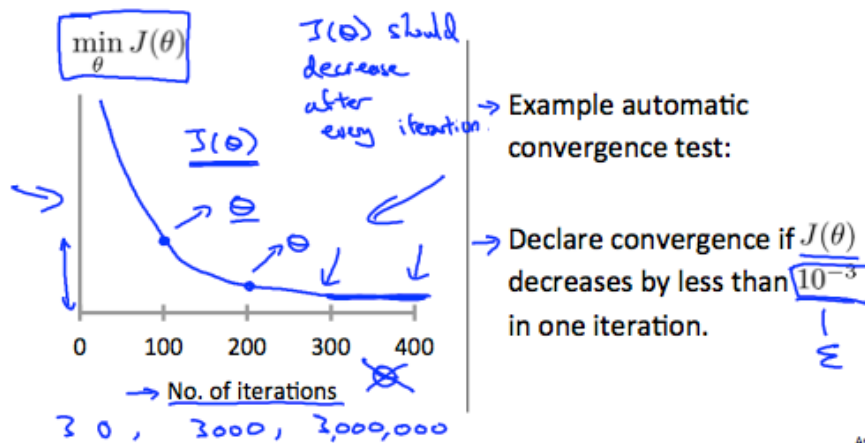 min J(θ)
θ
J(θ) should
decrease
after
every iteration.
J(θ)
θ
θ
0 100 200 300 400
No. of iterations
θ
30, 3000, 3,000,000
Example automatic
convergence test:
Declare convergence if J(θ)
decreases by less than 10⁻³
in one iteration.
ε